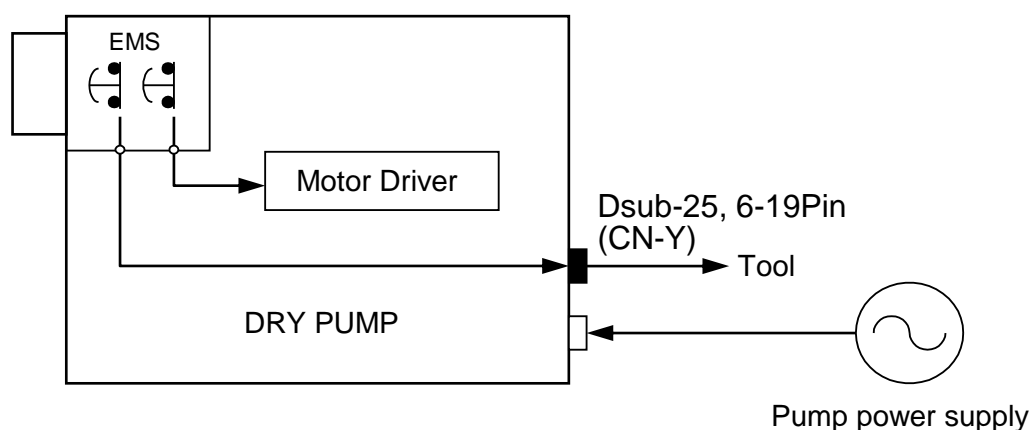 EMS
Motor Driver
Dsub-25, 6-19Pin
(CN-Y)
Tool
DRY PUMP
Pump power supply